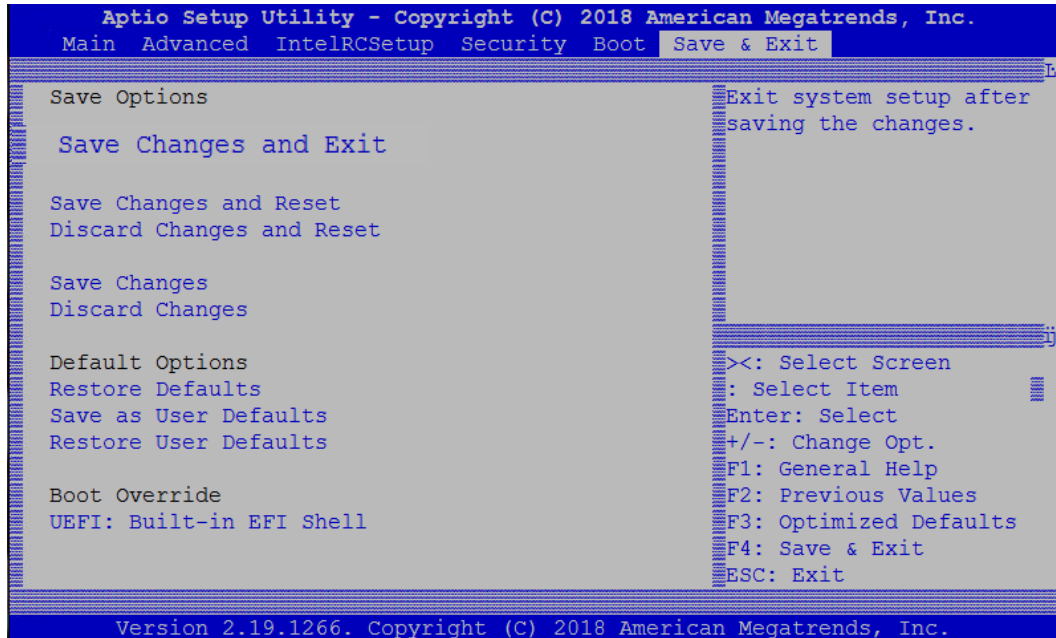 Aptio Setup Utility - Copyright (C) 2018 American Megatrends, Inc.
Main Advanced IntelRCSetup Security Boot Save & Exit
Save Options
Save Changes and Exit
Save Changes and Reset
Discard Changes and Reset
Save Changes
Discard Changes
Default Options
Restore Defaults
Save as User Defaults
Restore User Defaults
Boot Override
UEFI: Built-in EFI Shell
Exit system setup after
saving the changes.
><: Select Screen
: Select Item
Enter: Select
+/-: Change Opt.
F1: General Help
F2: Previous Values
F3: Optimized Defaults
F4: Save & Exit
ESC: Exit
Version 2.19.1266. Copyright (C) 2018 American Megatrends, Inc.